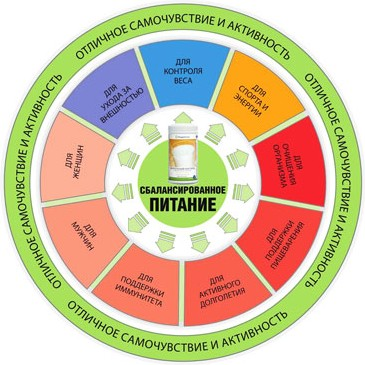 ОТЛИЧНОЕ САМОЧУВСТВИЕ И АКТИВНОСТЬ
ОТЛИЧНОЕ САМОЧУВСТВИЕ И АКТИВНОСТЬ
ОТЛИЧНОЕ САМОЧУВСТВИЕ И АКТИВНОСТЬ
ОТЛИЧНОЕ САМОЧУВСТВИЕ И АКТИВНОСТЬ
ДЛЯ
КОНТРОЛЯ
ВЕСА
ДЛЯ
СПОРТА И
ЭНЕРГИИ
ДЛЯ
ОЧИЩЕНИЯ
ОРГАНИЗМА
ДЛЯ
ПОДДЕРЖКИ
ПИЩЕВАРЕНИЯ
ДЛЯ
АКТИВНОГО
ДОЛГОЛЕТИЯ
ДЛЯ
ПОДДЕРЖКИ
ИММУНИТЕТА
ДЛЯ
МУЖЧИН
ДЛЯ
ЖЕНЩИН
ДЛЯ
УХОДА ЗА
ВНЕШНОСТЬЮ
СБАЛАНСИРОВАННОЕ
ПИТАНИЕ